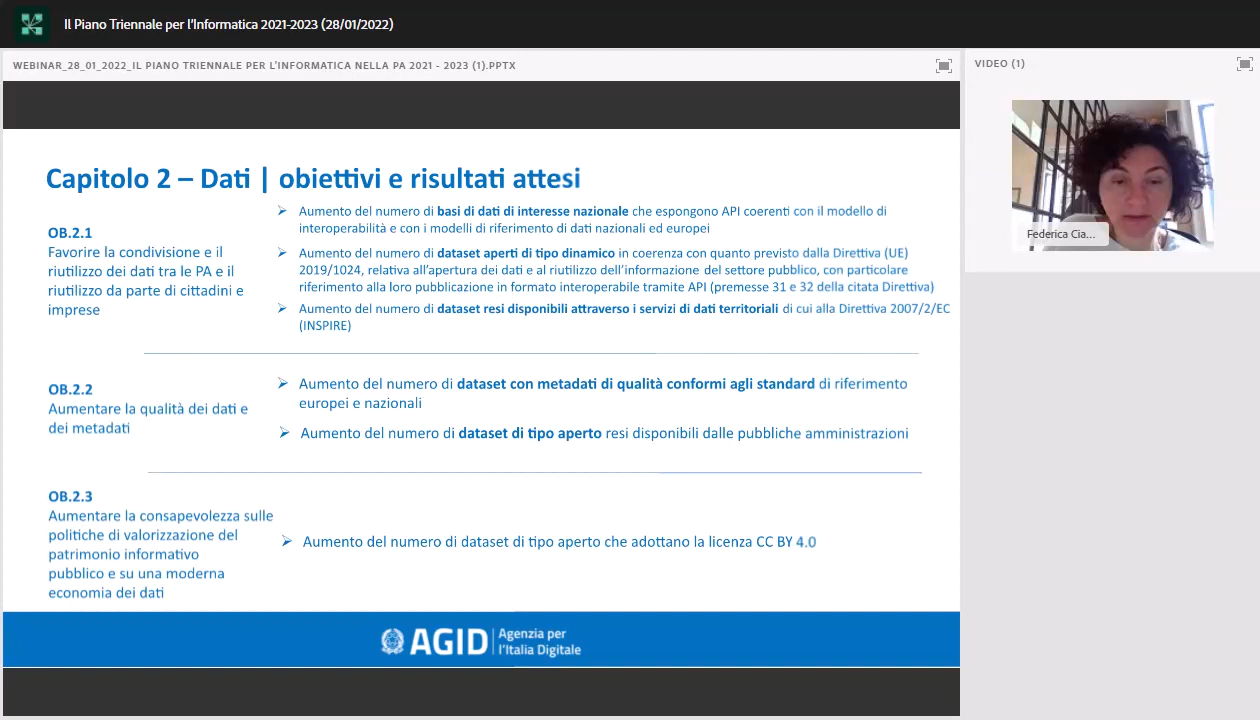 Il Piano Triennale per l'Informatica 2021-2023 (28/01/2022)
WEBINAR_28_01_2022_IL PIANO TRIENNALE PER L'INFORMATICA NELLA PA 2021 - 2023 (1).PPTX
VIDEO (1)
Federica Cia...
Capitolo 2 – Dati | obiettivi e risultati attesi
OB.2.1
Favorire la condivisione e il
riutilizzo dei dati tra le PA e il
riutilizzo da parte di cittadini e
imprese
➢ Aumento del numero di basi di dati di interesse nazionale che espongono API coerenti con il modello di
interoperabilità e con i modelli di riferimento di dati nazionali ed europei
➢ Aumento del numero di dataset aperti di tipo dinamico in coerenza con quanto previsto dalla Direttiva (UE)
2019/1024, relativa all'apertura dei dati e al riutilizzo dell'informazione del settore pubblico, con particolare
riferimento alla loro pubblicazione in formato interoperabile tramite API (premesse 31 e 32 della citata Direttiva)
➢ Aumento del numero di dataset resi disponibili attraverso i servizi di dati territoriali di cui alla Direttiva 2007/2/EC
(INSPIRE)
OB.2.2
Aumentare la qualità dei dati e
dei metadati
➢ Aumento del numero di dataset con metadati di qualità conformi agli standard di riferimento
europei e nazionali
➢ Aumento del numero di dataset di tipo aperto resi disponibili dalle pubbliche amministrazioni
OB.2.3
Aumentare la consapevolezza sulle
politiche di valorizzazione del
patrimonio informativo
pubblico e su una moderna
economia dei dati
➢ Aumento del numero di dataset di tipo aperto che adottano la licenza CC BY 4.0
AGID
Agenzia per
l'Italia Digitale